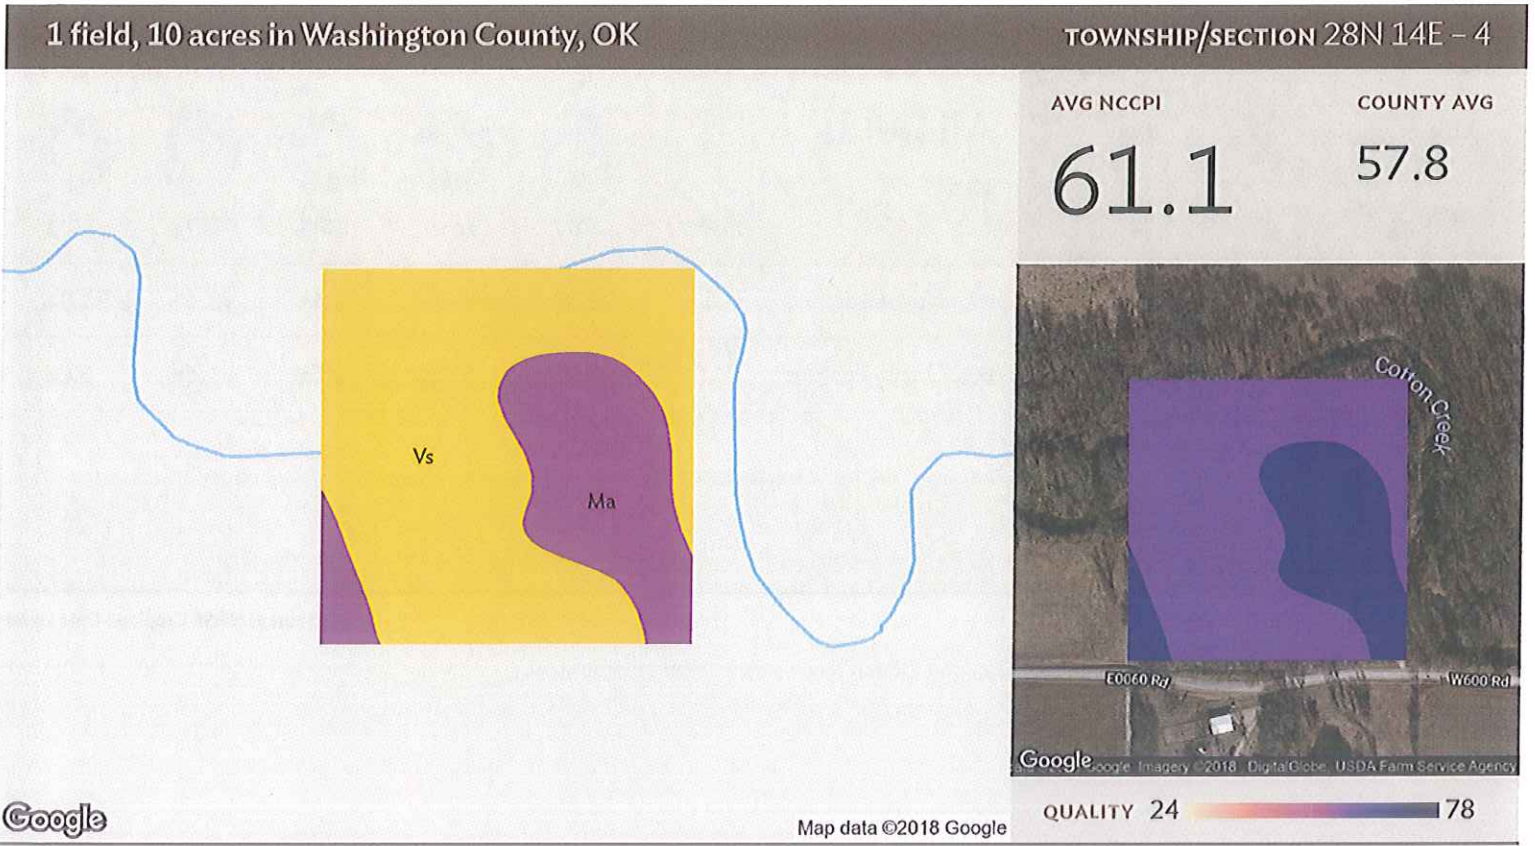 1 field, 10 acres in Washington County, OK
TOWNSHIP/SECTION 28N 14E – 4
AVG NCCPI
COUNTY AVG
61.1
57.8
Vs
Ma
Cotton Creek
E0060 Rd
W600 Rd
Google
Google Imagery ©2018 DigitalGlobe, USDA Farm Service Agency
QUALITY 24
78
Google
Map data ©2018 Google